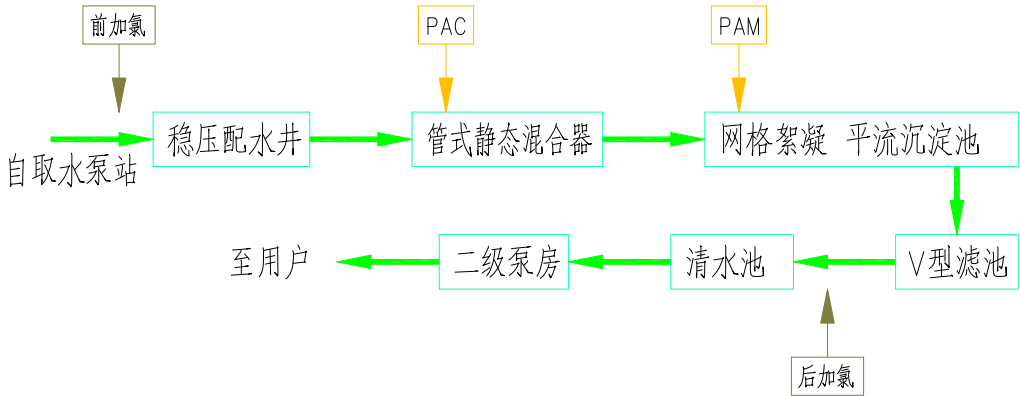 前加氯
PAC
PAM
稳压配水井
管式静态混合器
网格絮凝 平流沉淀池
自取水泵站
至用户
二级泵房
清水池
V型滤池
后加氯